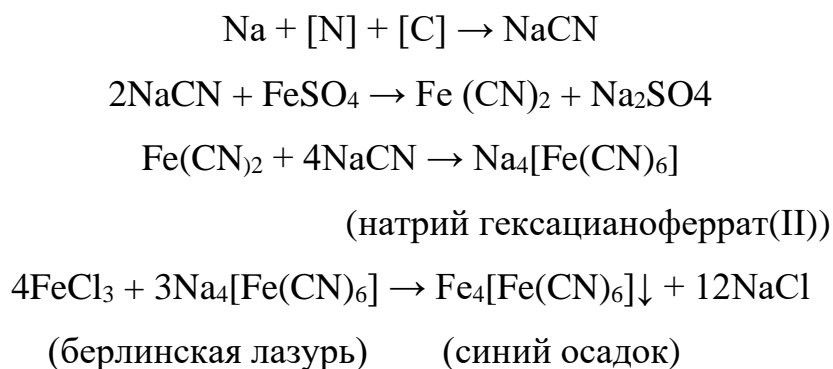 Na + [N] + [C] → NaCN
2NaCN + FeSO₄ → Fe (CN)₂ + Na₂SO4
Fe(CN₎₂ + 4NaCN → Na₄[Fe(CN)₆]
(натрий гексацианоферрат(II))
4FeCl₃ + 3Na₄[Fe(CN)₆] → Fe₄[Fe(CN)₆]↓ + 12NaCl
(берлинская лазурь) (синий осадок)